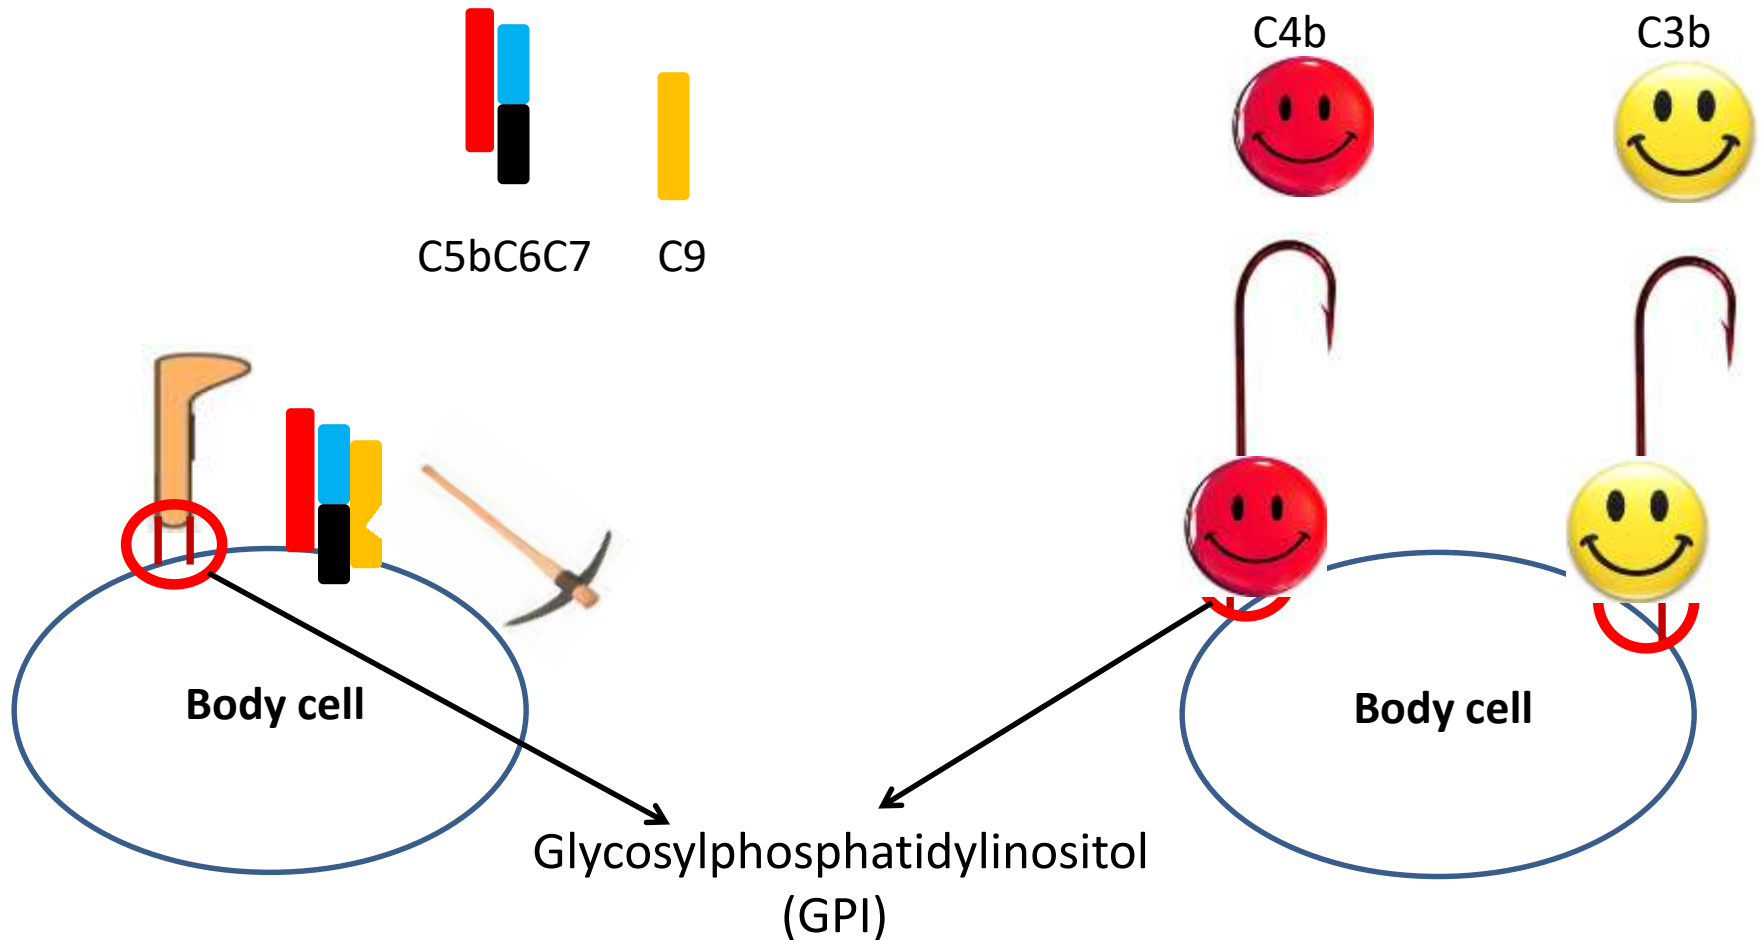 C4b
C3b
C5bC6C7
C9
Body cell
Body cell
Glycosylphosphatidylinositol
(GPI)